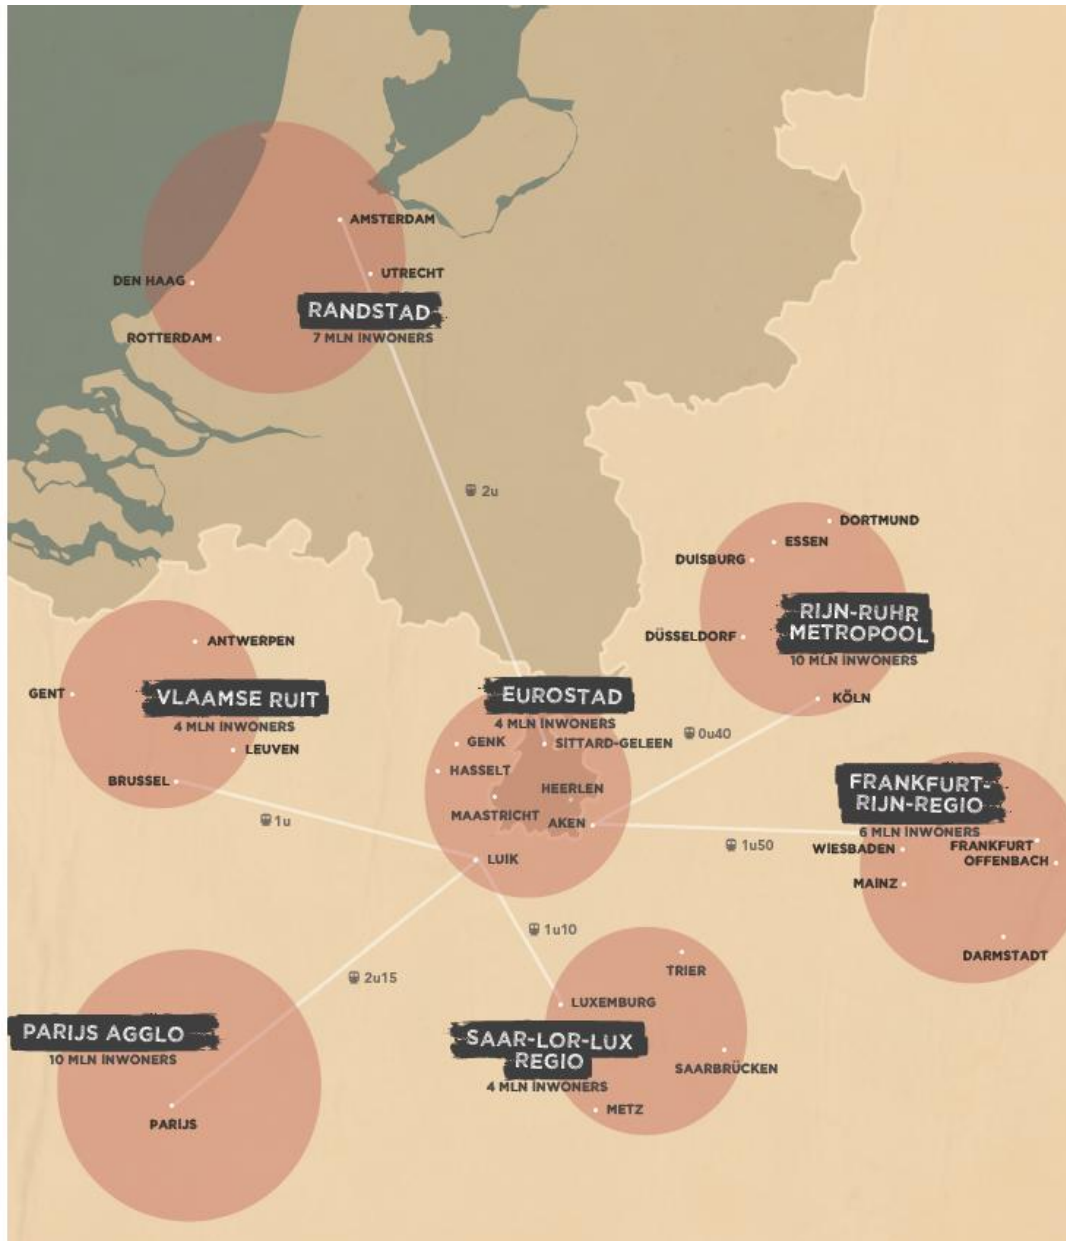 AMSTERDAM
UTRECHT
DEN HAAG
RANDSTAD
7 MLN INWONERS
ROTTERDAM
2u
DORTMUND
ESSEN
DUISBURG
RIJN-RUHR
METROPOOL
10 MLN INWONERS
DÜSSELDORF
KÖLN
ANTWERPEN
GENT
VLAAMSE RUIT
4 MLN INWONERS
LEUVEN
BRUSSEL
EUROSTAD
4 MLN INWONERS
GENK
SITTARD-GELEEN
HASSELT
HEERLEN
MAASTRICHT
AKEN
LUIK
0u40
1u
1u50
FRANKFURT-
RIJN-REGIO
6 MLN INWONERS
WIESBADEN
FRANKFURT
OFFENBACH
MAINZ
DARMSTADT
1u10
2u15
TRIER
LUXEMBURG
SAAR-LOR-LUX
REGIO
4 MLN INWONERS
SAARBRÜCKEN
METZ
PARIJS AGGLO
10 MLN INWONERS
PARIJS